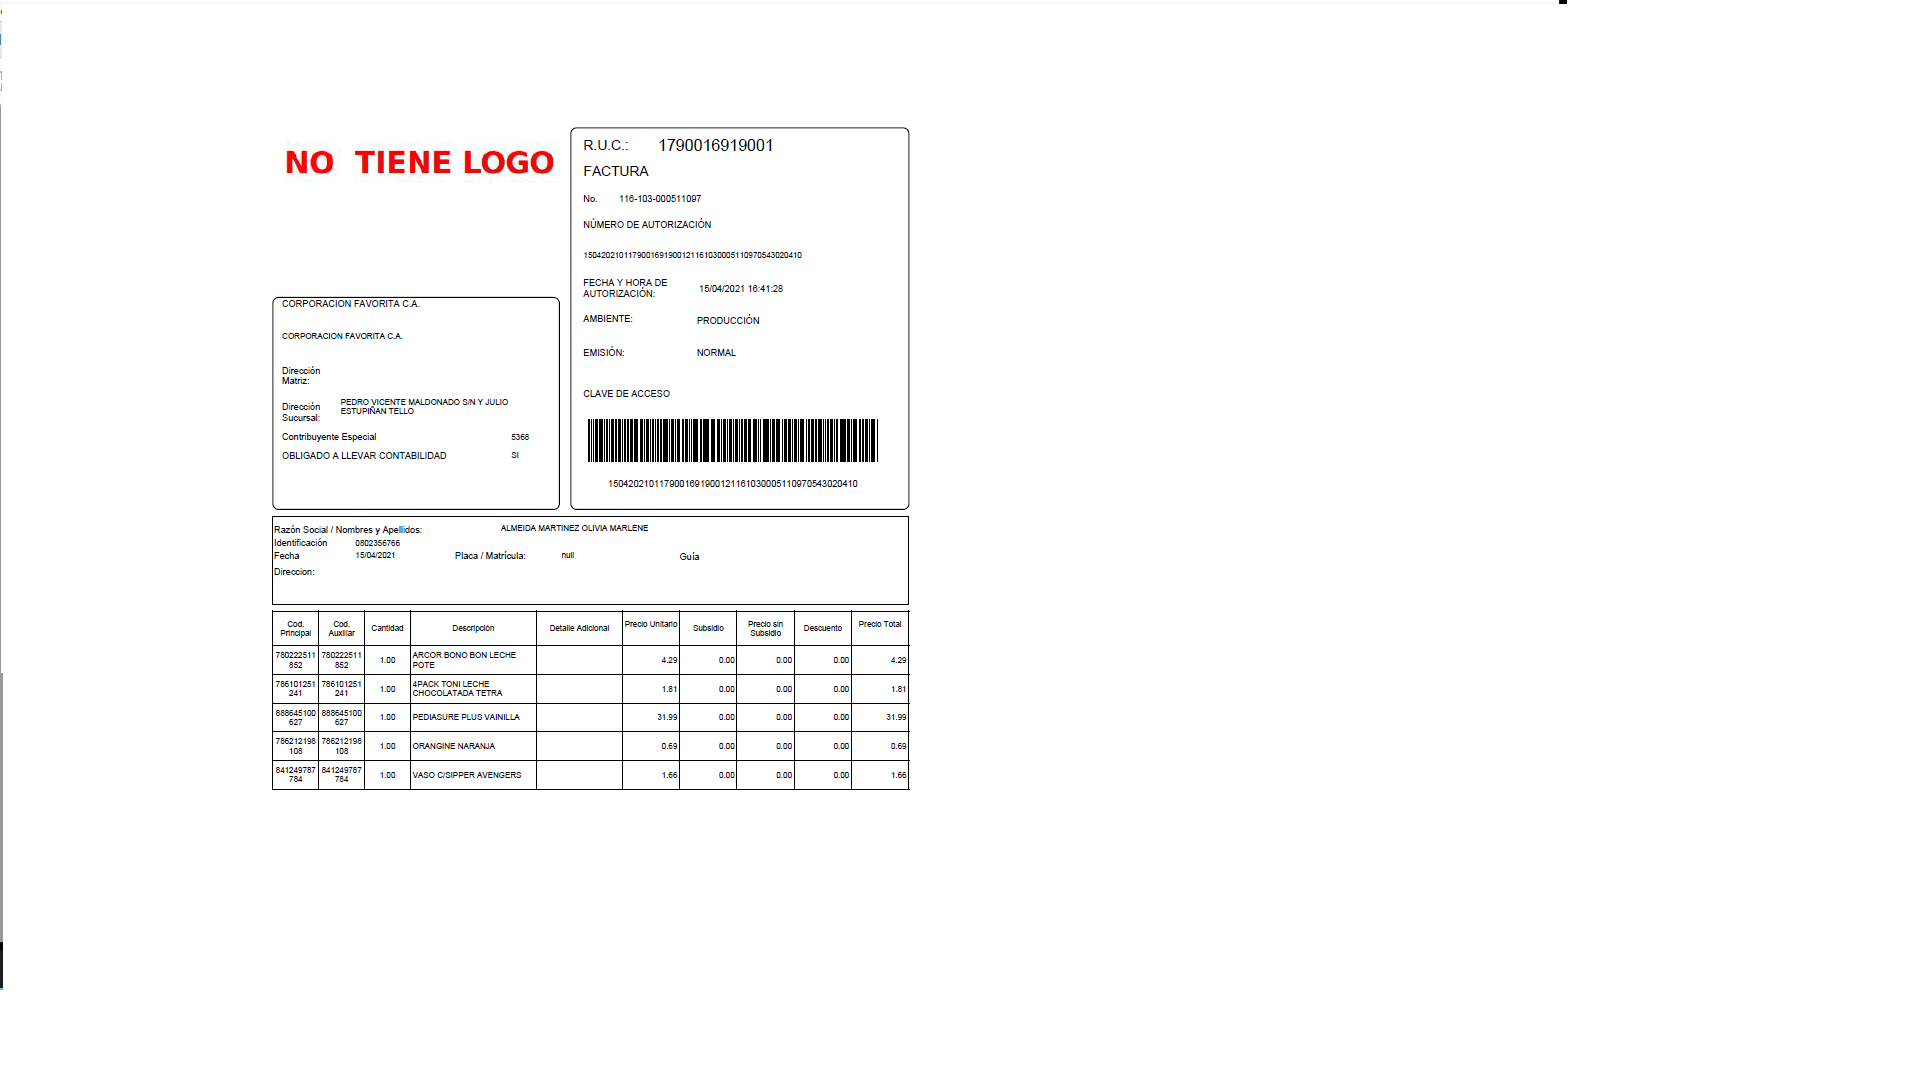 NO TIENE LOGO
R.U.C.: 1790016919001
FACTURA
No. 116-103-000511097
NÚMERO DE AUTORIZACIÓN
1504202101179001691900121161030005110970543020410
FECHA Y HORA DE
AUTORIZACIÓN: 15/04/2021 16:41:28
AMBIENTE: PRODUCCIÓN
EMISIÓN: NORMAL
CLAVE DE ACCESO
1504202101179001691900121161030005110970543020410
CORPORACION FAVORITA C.A.
CORPORACION FAVORITA C.A.
Dirección
Matriz:
Dirección
Sucursal:
PEDRO VICENTE MALDONADO S/N Y JULIO
ESTUPIÑAN TELLO
Contribuyente Especial 5368
OBLIGADO A LLEVAR CONTABILIDAD SI
Razón Social / Nombres y Apellidos: ALMEIDA MARTINEZ OLIVIA MARLENE
Identificación 0802356766
Fecha 15/04/2021 Placa / Matrícula: null Guía
Direccion:
Cod. Principal Cod. Auxiliar Cantidad Descripción Detalle Adicional Precio Unitario Subsidio Precio sin Subsidio Descuento Precio Total
780222511852 780222511852 1.00 ARCOR BONO BON LECHE POTE 4.29 0.00 0.00 0.00 4.29
786101251241 786101251241 1.00 4PACK TONI LECHE CHOCOLATADA TETRA 1.81 0.00 0.00 0.00 1.81
888645100627 888645100627 1.00 PEDIASURE PLUS VAINILLA 31.99 0.00 0.00 0.00 31.99
786212198108 786212198108 1.00 ORANGINE NARANJA 0.69 0.00 0.00 0.00 0.69
841249787784 841249787784 1.00 VASO C/SIPPER AVENGERS 1.66 0.00 0.00 0.00 1.66